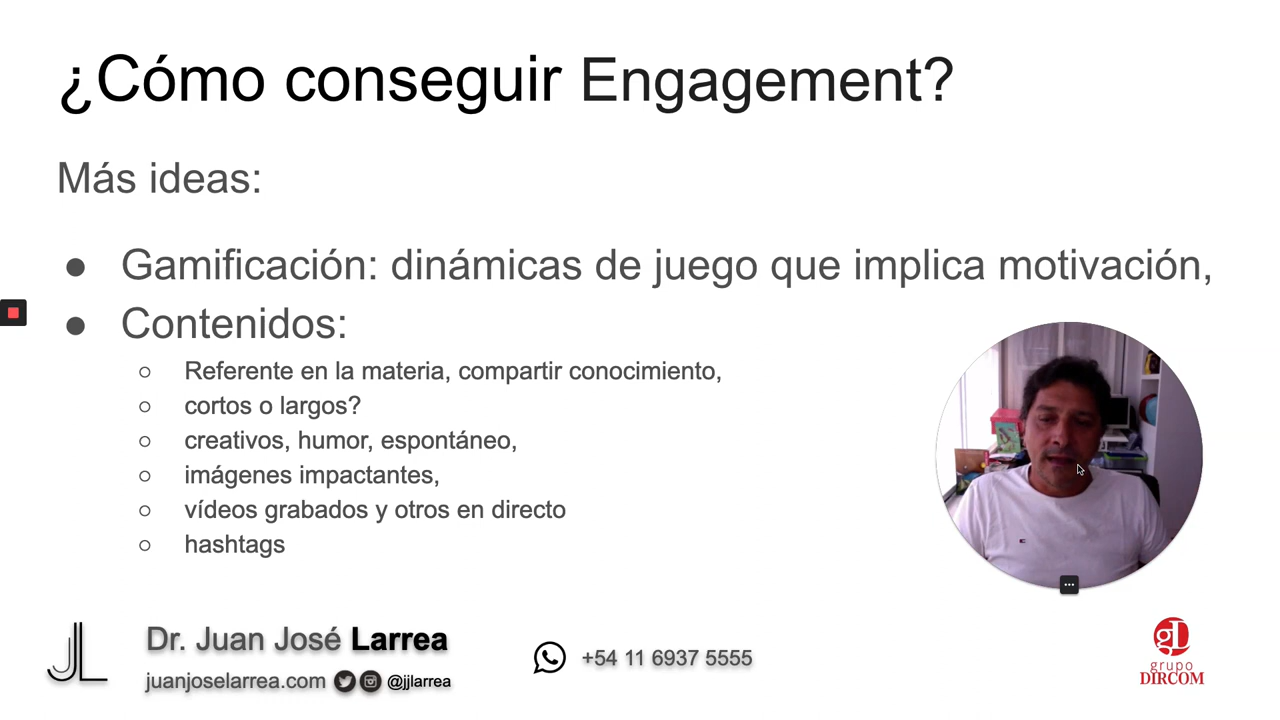 ¿Cómo conseguir Engagement?
Más ideas:
● Gamificación: dinámicas de juego que implica motivación,
● Contenidos:
○ Referente en la materia, compartir conocimiento,
○ cortos o largos?
○ creativos, humor, espontáneo,
○ imágenes impactantes,
○ vídeos grabados y otros en directo
○ hashtags
JL
Dr. Juan José Larrea
juanjoselarrea.com @jjlarrea
+54 11 6937 5555
gD
grupo
DIRCOM